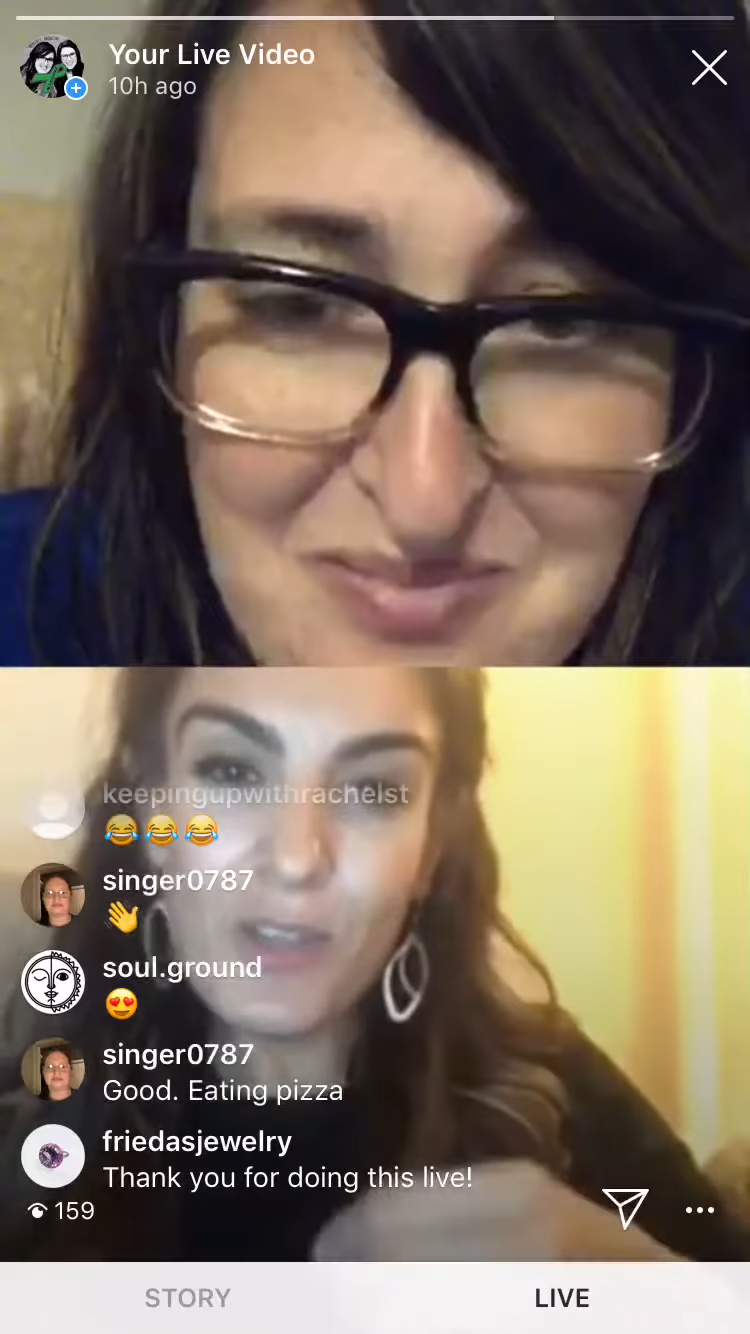 Your Live Video
10h ago
keepingupwithrachelst
😂😂😂
singer0787
👋
soul.ground
😍
singer0787
Good. Eating pizza
friedasjewelry
Thank you for doing this live!
159
STORY
LIVE